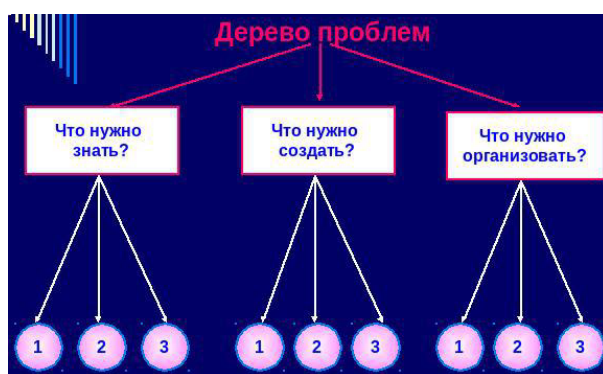 Дерево проблем
Что нужно
знать?
Что нужно
создать?
Что нужно
организовать?
1 2 3 1 2 3 1 2 3